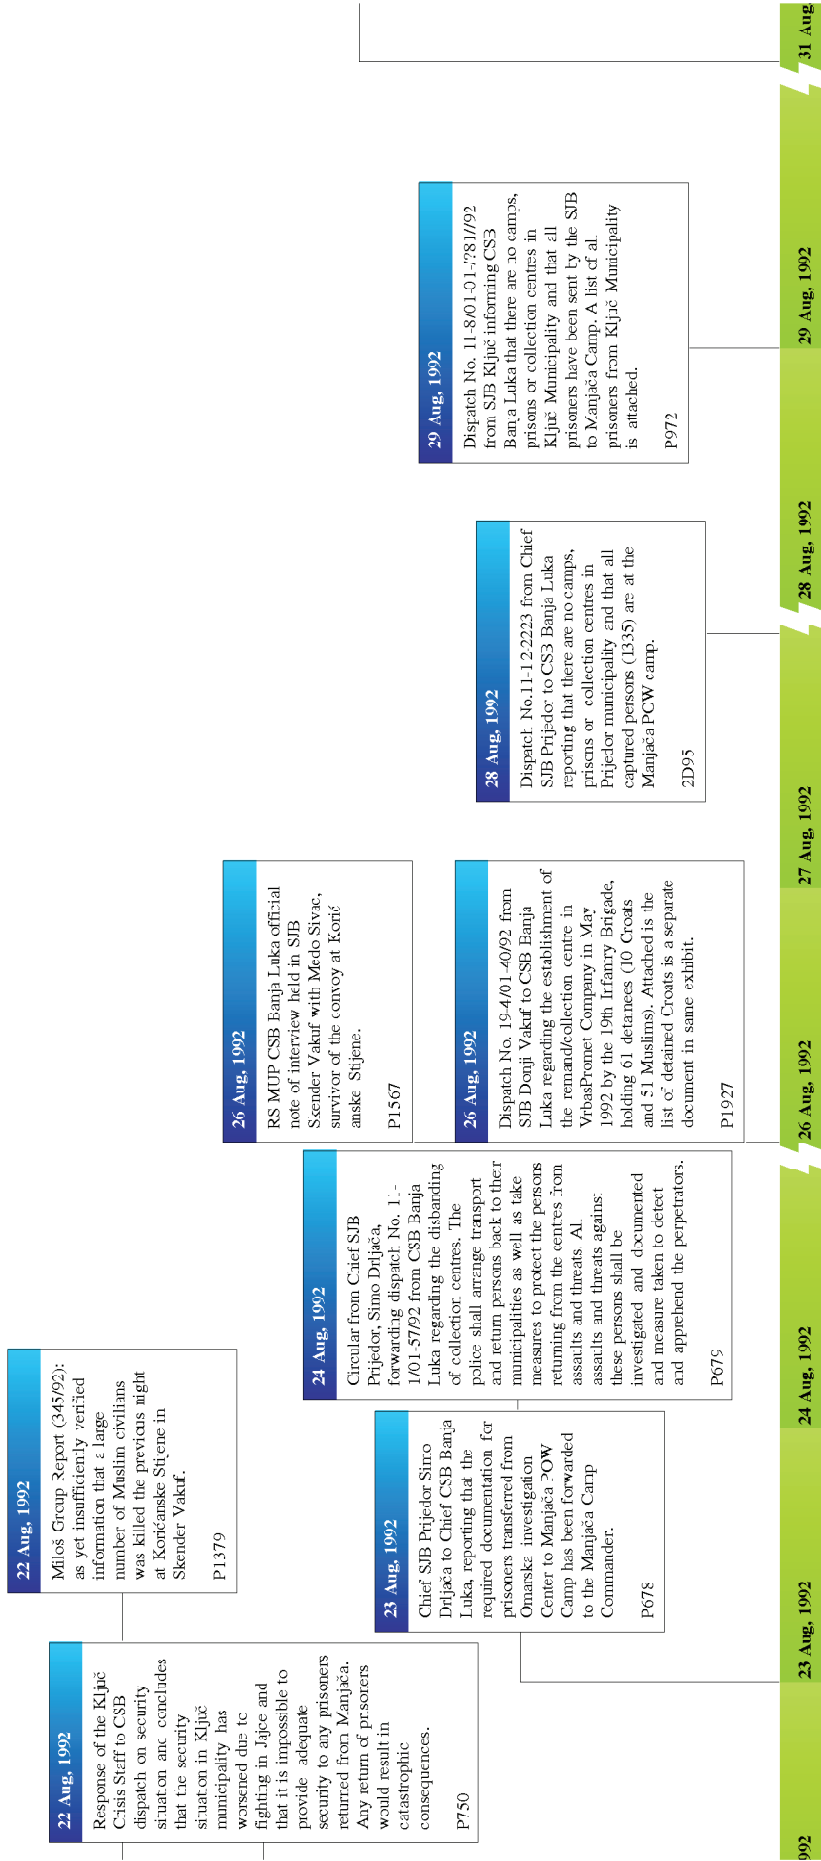 22 Aug, 1992
Response of the Ključ
Crisis Staff to CSB
dispatch on security
situation and concludes
that the security
situation in Ključ
municipality has
worsened due to
fighting in Jajce and
that it is impossible to
provide adequate
security to any prisoners
returned from Manjača.
Any return of prisoners
would result in
catastrophic
consequences.
P750
22 Aug, 1992
Miloš Group Report (345/92):
as yet insufficiently verified
information that a large
number of Muslim civilians
was killed the previous night
at Korićanske Stijene in
Skender Vakuf.
P1379
23 Aug, 1992
Chief SJB Prijedor Simo
Drljača to Chief CSB Banja
Luka, reporting that the
required documentation for
prisoners transferred from
Omarska investigation
Center to Manjača POW
Camp has been forwarded
to the Manjača Camp
Commander.
P678
24 Aug, 1992
Circular from Chief SJB
Prijedor, Simo Drljača,
forwarding dispatch No. 11-
1/01-57/92 from CSB Banja
Luka regarding the disbanding
of collection centres. The
police shall arrange transport
and return persons back to their
municipalities as well as take
measures to protect the persons
returning from the centres from
assaults and threats. All
assaults and threats against
these persons shall be
investigated and documented
and measure taken to detect
and apprehend the perpetrators.
P679
26 Aug, 1992
RS MUP CSB Banja Luka official
note of interview held in SJB
Skender Vakuf with Medo Sivac,
survivor of the convoy at Korić
anske Stijene.
P1567
26 Aug, 1992
Dispatch No. 19-4/01-40/92 from
SJB Donji Vakuf to CSB Banja
Luka regarding the establishment of
the remand/collection centre in
VrbasPromet Company in May
1992 by the 19th Infantry Brigade,
holding 61 detainees (10 Croats
and 51 Muslims). Attached is the
list of detained Croats is a separate
document in same exhibit.
P1927
28 Aug, 1992
Dispatch No.11-12-2223 from Chief
SJB Prijedor to CSB Banja Luka
reporting that there are no camps,
prisons or collection centres in
Prijedor municipality and that all
captured persons (1335) are at the
Manjača POW camp.
2D95
29 Aug, 1992
Dispatch No. 11-8/01-01-?781//92
from SJB Ključ informing CSB
Banja Luka that there are no camps,
prisons or collection centres in
Ključ Municipality and that all
prisoners have been sent by the SJB
to Manjača Camp. A list of all
prisoners from Ključ Municipality
is attached.
P972
992
23 Aug, 1992
24 Aug, 1992
26 Aug, 1992
27 Aug, 1992
28 Aug, 1992
29 Aug, 1992
31 Aug,